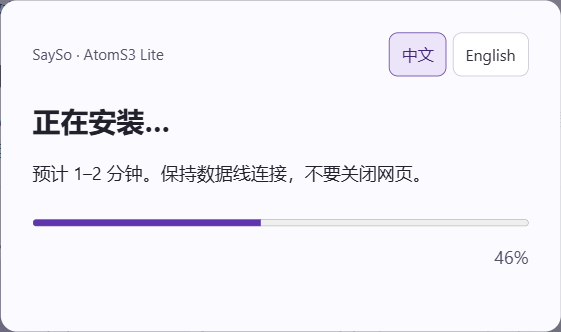 SaySo · AtomS3 Lite
中文
English
正在安装...
预计 1–2 分钟。保持数据线连接，不要关闭网页。
46%